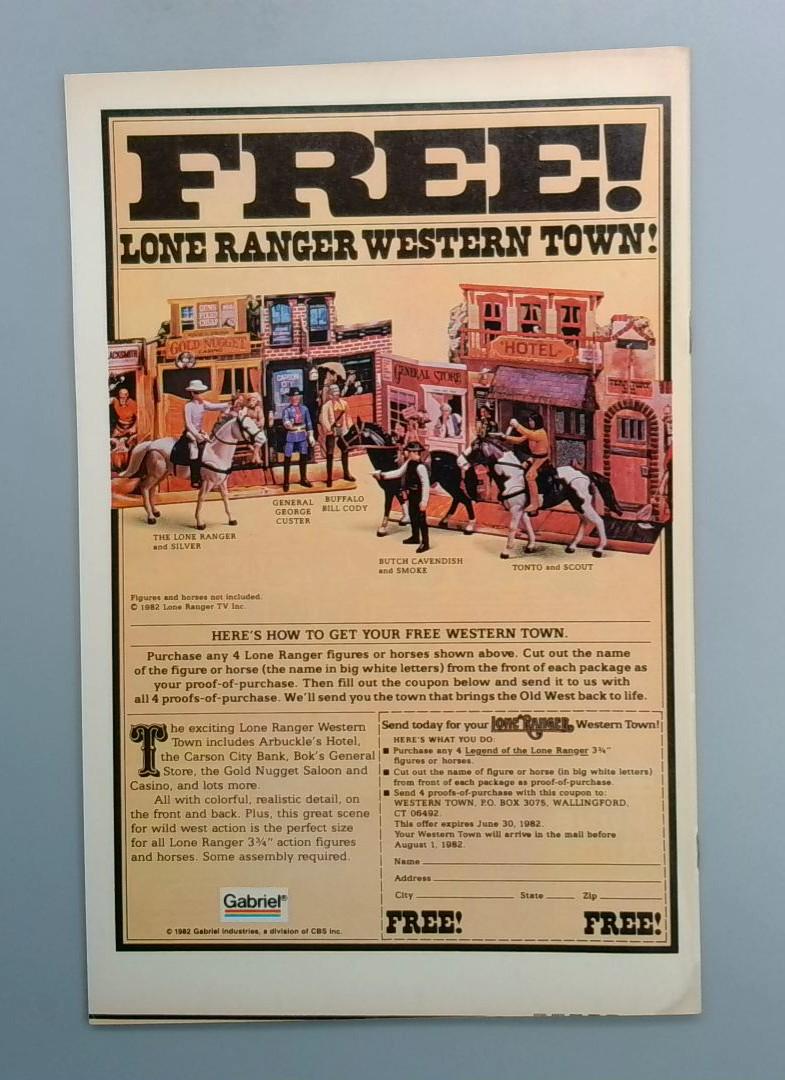 FREE!
LONE RANGER WESTERN TOWN!
GUNS
FIXED
CHEAP
GOLD NUGGET
CASINO
ACKSMITH
CARSON
CITY
GENERAL STORE
HOTEL
GENERAL
GEORGE
CUSTER
BUFFALO
BILL CODY
THE LONE RANGER
and SILVER
BUTCH CAVENDISH
and SMOKE
TONTO and SCOUT
Figures and horses not included.
© 1982 Lone Ranger TV Inc.
HERE'S HOW TO GET YOUR FREE WESTERN TOWN.
Purchase any 4 Lone Ranger figures or horses shown above. Cut out the name
of the figure or horse (the name in big white letters) from the front of each package as
your proof-of-purchase. Then fill out the coupon below and send it to us with
all 4 proofs-of-purchase. We'll send you the town that brings the Old West back to life.
The exciting Lone Ranger Western
Town includes Arbuckle's Hotel,
the Carson City Bank, Bok's General
Store, the Gold Nugget Saloon and
Casino, and lots more.
All with colorful, realistic detail, on
the front and back. Plus, this great scene
for wild west action is the perfect size
for all Lone Ranger 3¾" action figures
and horses. Some assembly required.
Gabriel®
© 1982 Gabriel Industries, a division of CBS Inc.
Send today for your LONE RANGER Western Town!
HERE'S WHAT YOU DO:
■ Purchase any 4 Legend of the Lone Ranger 3¾"
figures or horses.
■ Cut out the name of figure or horse (in big white letters)
from front of each package as proof-of-purchase.
■ Send 4 proofs-of-purchase with this coupon to:
WESTERN TOWN, P.O. BOX 3075, WALLINGFORD,
CT 06492.
This offer expires June 30, 1982.
Your Western Town will arrive in the mail before
August 1, 1982.
Name
Address
City State Zip
FREE! FREE!